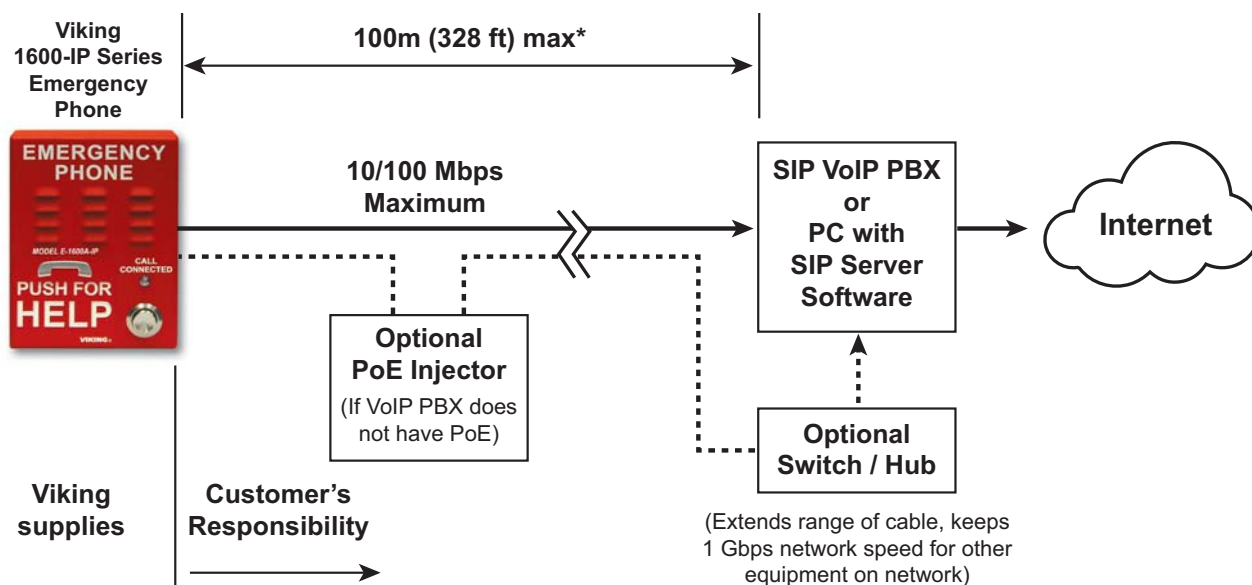 Viking
1600-IP Series
Emergency
Phone
100m (328 ft) max*
EMERGENCY
PHONE
MODEL E-1600A-IP
CALL
CONNECTED
PUSH FOR
HELP
VIKING®
10/100 Mbps
Maximum
SIP VoIP PBX
or
PC with
SIP Server
Software
Internet
Optional
PoE Injector
(If VoIP PBX does
not have PoE)
Optional
Switch / Hub
(Extends range of cable, keeps
1 Gbps network speed for other
equipment on network)
Viking
supplies
Customer's
Responsibility